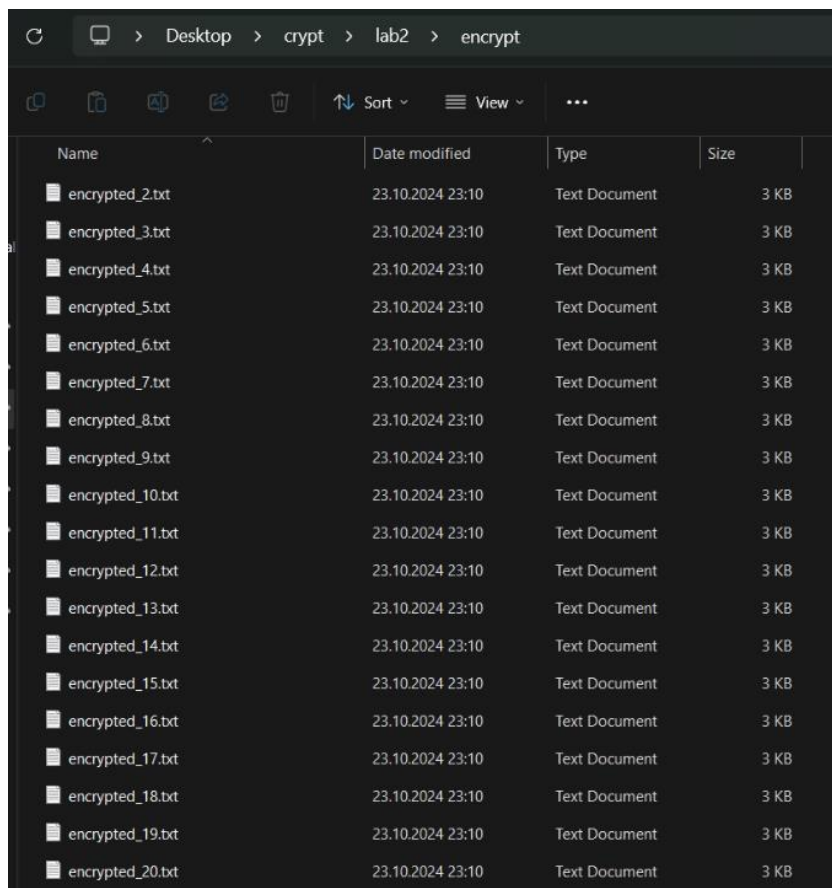 > Desktop > crypt > lab2 > encrypt
Sort View ...
Name Date modified Type Size
encrypted_2.txt 23.10.2024 23:10 Text Document 3 KB
encrypted_3.txt 23.10.2024 23:10 Text Document 3 KB
encrypted_4.txt 23.10.2024 23:10 Text Document 3 KB
encrypted_5.txt 23.10.2024 23:10 Text Document 3 KB
encrypted_6.txt 23.10.2024 23:10 Text Document 3 KB
encrypted_7.txt 23.10.2024 23:10 Text Document 3 KB
encrypted_8.txt 23.10.2024 23:10 Text Document 3 KB
encrypted_9.txt 23.10.2024 23:10 Text Document 3 KB
encrypted_10.txt 23.10.2024 23:10 Text Document 3 KB
encrypted_11.txt 23.10.2024 23:10 Text Document 3 KB
encrypted_12.txt 23.10.2024 23:10 Text Document 3 KB
encrypted_13.txt 23.10.2024 23:10 Text Document 3 KB
encrypted_14.txt 23.10.2024 23:10 Text Document 3 KB
encrypted_15.txt 23.10.2024 23:10 Text Document 3 KB
encrypted_16.txt 23.10.2024 23:10 Text Document 3 KB
encrypted_17.txt 23.10.2024 23:10 Text Document 3 KB
encrypted_18.txt 23.10.2024 23:10 Text Document 3 KB
encrypted_19.txt 23.10.2024 23:10 Text Document 3 KB
encrypted_20.txt 23.10.2024 23:10 Text Document 3 KB